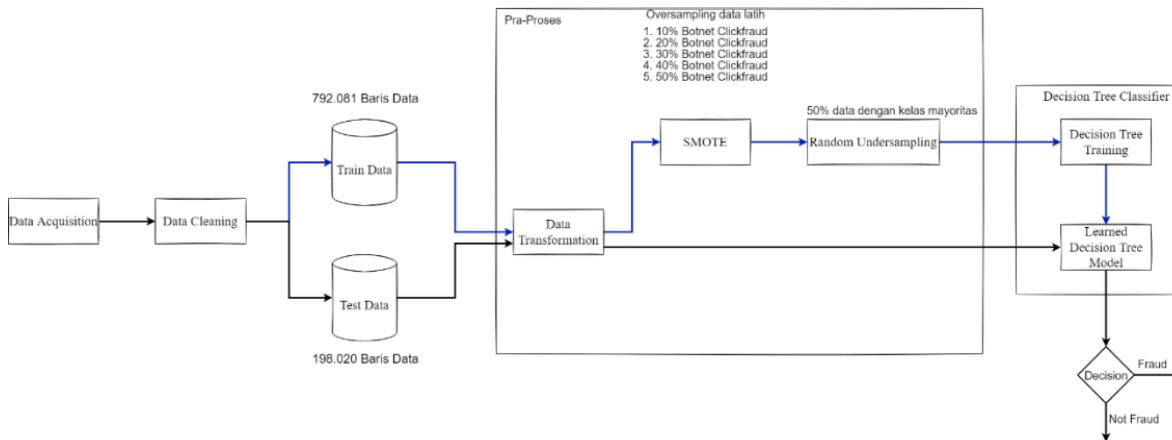 Pra-Proses
Oversampling data latih
1. 10% Botnet Clickfraud
2. 20% Botnet Clickfraud
3. 30% Botnet Clickfraud
4. 40% Botnet Clickfraud
5. 50% Botnet Clickfraud
792.081 Baris Data
Train Data
Data Acquisition
Data Cleaning
Test Data
198.020 Baris Data
Data
Transformation
SMOTE
50% data dengan kelas mayoritas
Random Undersampling
Decision Tree Classifier
Decision Tree
Training
Learned
Decision Tree
Model
Decision
Fraud
Not Fraud